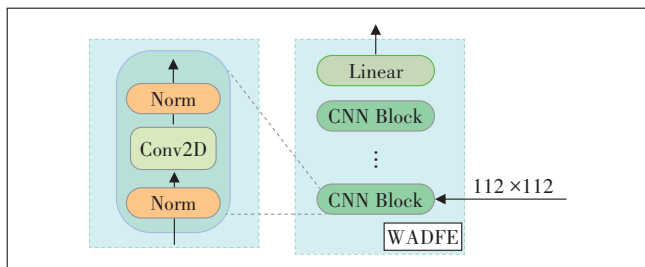 Norm
Conv2D
Norm
Linear
CNN Block
⋮
CNN Block
112 ×112
WADFE